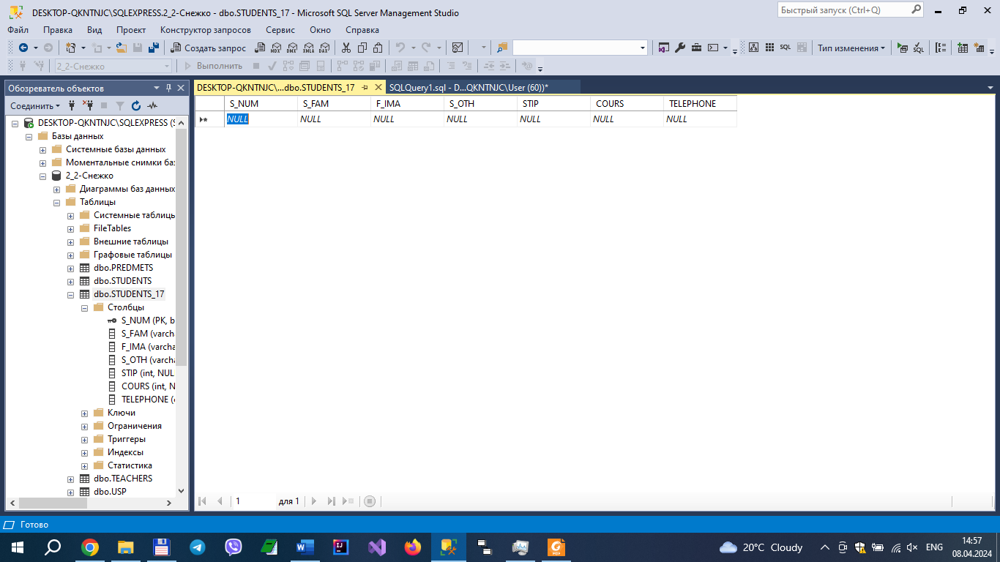 DESKTOP-QKNTNJC\SQLEXPRESS.2_2-Снежко - dbo.STUDENTS_17 - Microsoft SQL Server Management Studio
Быстрый запуск (Ctrl+Q)
Файл Правка Вид Проект Конструктор запросов Сервис Окно Справка
Создать запрос MDX DMX XMLA DAX SQL Тип изменения
2_2-Снежко Выполнить
Обозреватель объектов
DESKTOP-QKNTNJC\...dbo.STUDENTS_17
SQLQuery1.sql - D...QKNTNJC\User (60))*
Соединить
S_NUM S_FAM F_IMA S_OTH STIP COURS TELEPHONE
NULL NULL NULL NULL NULL NULL NULL
DESKTOP-QKNTNJC\SQLEXPRESS (S
Базы данных
Системные базы данных
Моментальные снимки баз
2_2-Снежко
Диаграммы баз данных
Таблицы
Системные таблицы
FileTables
Внешние таблицы
Графовые таблицы
dbo.PREDMETS
dbo.STUDENTS
dbo.STUDENTS_17
Столбцы
S_NUM (PK, b
S_FAM (varch
F_IMA (varcha
S_OTH (varcha
STIP (int, NUL
COURS (int, N
TELEPHONE (
Ключи
Ограничения
Триггеры
Индексы
Статистика
dbo.TEACHERS
dbo.USP
1 для 1
Готово
20°C Cloudy
ENG
14:57
08.04.2024